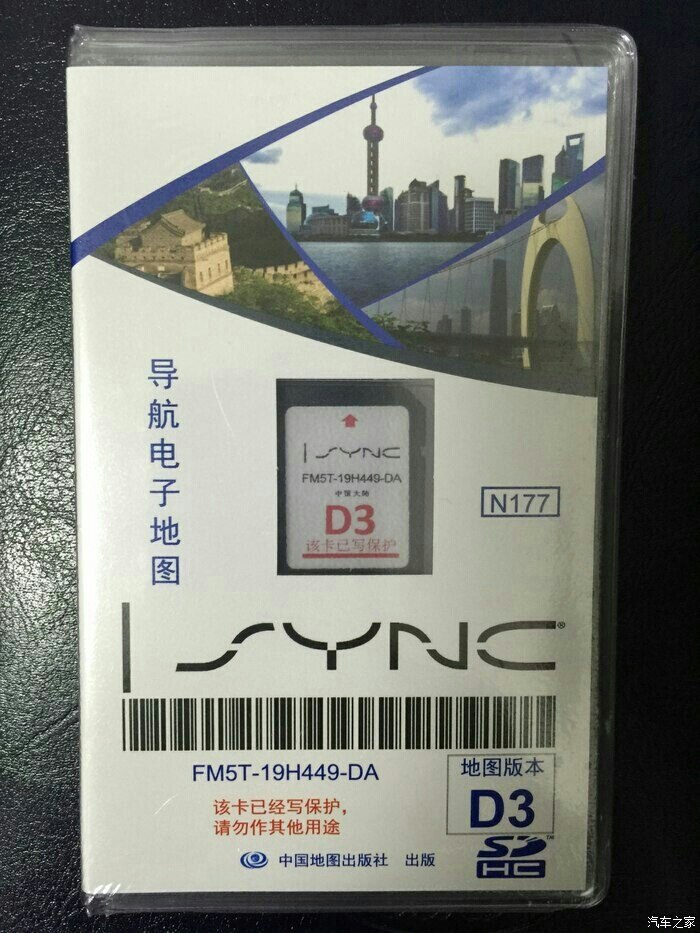 导航电子地图
SYNC
FM5T-19H449-DA
中国大陆
D3
该卡已写保护
N177
SYNC®
FM5T-19H449-DA
地图版本
D3
该卡已经写保护，
请勿作其他用途
中国地图出版社 出版
SD™
HC
汽车之家